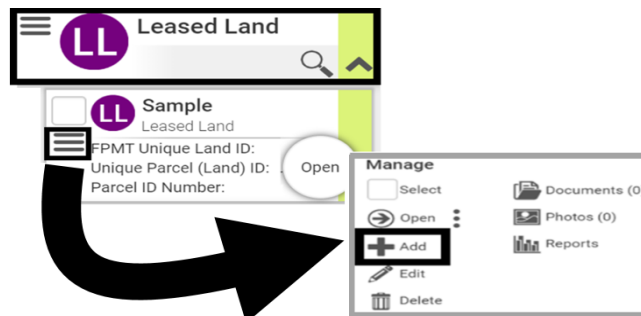 LL Leased Land
LL Sample
Leased Land
FPMT Unique Land ID:
Unique Parcel (Land) ID:
Open
Parcel ID Number:
Manage
Select
Documents (0
Open
Photos (0)
Add
Reports
Edit
Delete